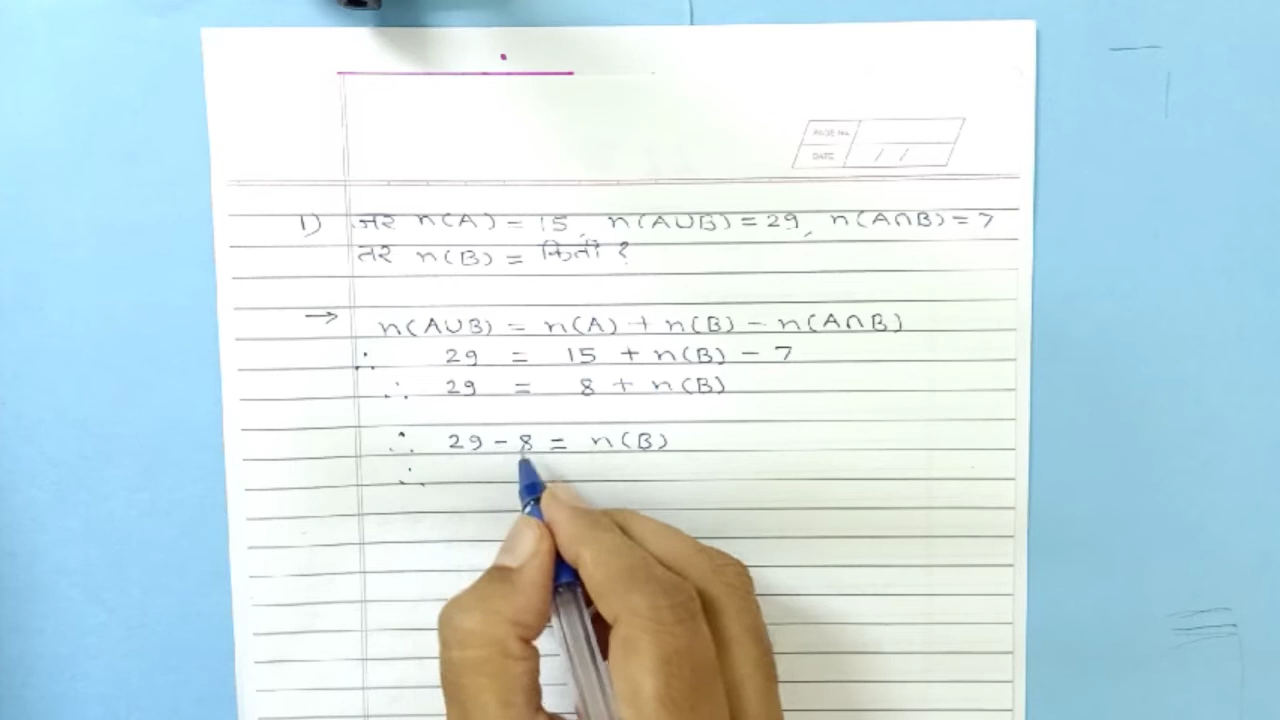 PAGE No.
DATE / /
1) जर n(A) = 15, n(A∪B) = 29, n(A∩B) = 7
तर n(B) = किती ?
→ n(A∪B) = n(A) + n(B) - n(A∩B)
∴ 29 = 15 + n(B) - 7
∴ 29 = 8 + n(B)
∴ 29 - 8 = n(B)
∴